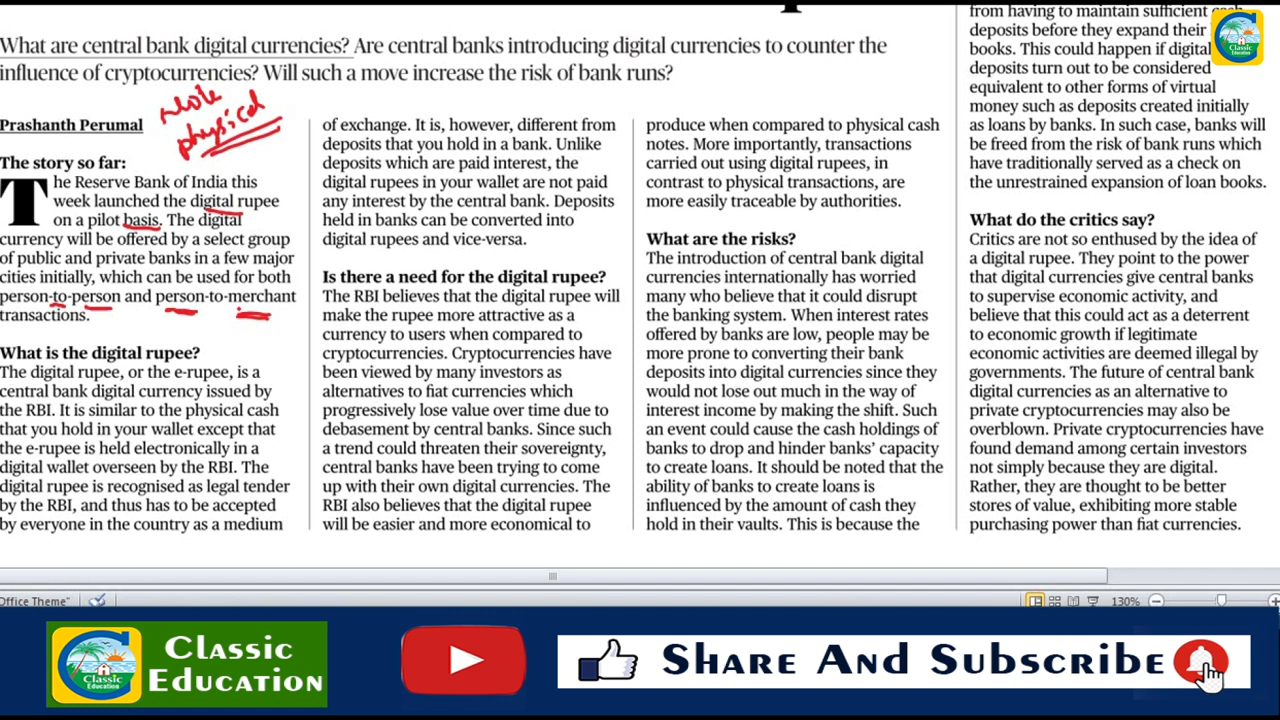 What are central bank digital currencies? Are central banks introducing digital currencies to counter the
influence of cryptocurrencies? Will such a move increase the risk of bank runs?
Note
physical
Prashanth Perumal
The story so far:
The Reserve Bank of India this
week launched the digital rupee
on a pilot basis. The digital
currency will be offered by a select group
of public and private banks in a few major
cities initially, which can be used for both
person-to-person and person-to-merchant
transactions.
What is the digital rupee?
The digital rupee, or the e-rupee, is a
central bank digital currency issued by
the RBI. It is similar to the physical cash
that you hold in your wallet except that
the e-rupee is held electronically in a
digital wallet overseen by the RBI. The
digital rupee is recognised as legal tender
by the RBI, and thus has to be accepted
by everyone in the country as a medium
of exchange. It is, however, different from
deposits that you hold in a bank. Unlike
deposits which are paid interest, the
digital rupees in your wallet are not paid
any interest by the central bank. Deposits
held in banks can be converted into
digital rupees and vice-versa.
Is there a need for the digital rupee?
The RBI believes that the digital rupee will
make the rupee more attractive as a
currency to users when compared to
cryptocurrencies. Cryptocurrencies have
been viewed by many investors as
alternatives to fiat currencies which
progressively lose value over time due to
debasement by central banks. Since such
a trend could threaten their sovereignty,
central banks have been trying to come
up with their own digital currencies. The
RBI also believes that the digital rupee
will be easier and more economical to
produce when compared to physical cash
notes. More importantly, transactions
carried out using digital rupees, in
contrast to physical transactions, are
more easily traceable by authorities.
What are the risks?
The introduction of central bank digital
currencies internationally has worried
many who believe that it could disrupt
the banking system. When interest rates
offered by banks are low, people may be
more prone to converting their bank
deposits into digital currencies since they
would not lose out much in the way of
interest income by making the shift. Such
an event could cause the cash holdings of
banks to drop and hinder banks' capacity
to create loans. It should be noted that the
ability of banks to create loans is
influenced by the amount of cash they
hold in their vaults. This is because the
from having to maintain sufficient
deposits before they expand their
books. This could happen if digital
deposits turn out to be considered
equivalent to other forms of virtual
money such as deposits created initially
as loans by banks. In such case, banks will
be freed from the risk of bank runs which
have traditionally served as a check on
the unrestrained expansion of loan books.
What do the critics say?
Critics are not so enthused by the idea of
a digital rupee. They point to the power
that digital currencies give central banks
to supervise economic activity, and
believe that this could act as a deterrent
to economic growth if legitimate
economic activities are deemed illegal by
governments. The future of central bank
digital currencies as an alternative to
private cryptocurrencies may also be
overblown. Private cryptocurrencies have
found demand among certain investors
not simply because they are digital.
Rather, they are thought to be better
stores of value, exhibiting more stable
purchasing power than fiat currencies.
Classic
Education
Office Theme"
130%
Classic
Education
Classic
Education
Share And Subscribe